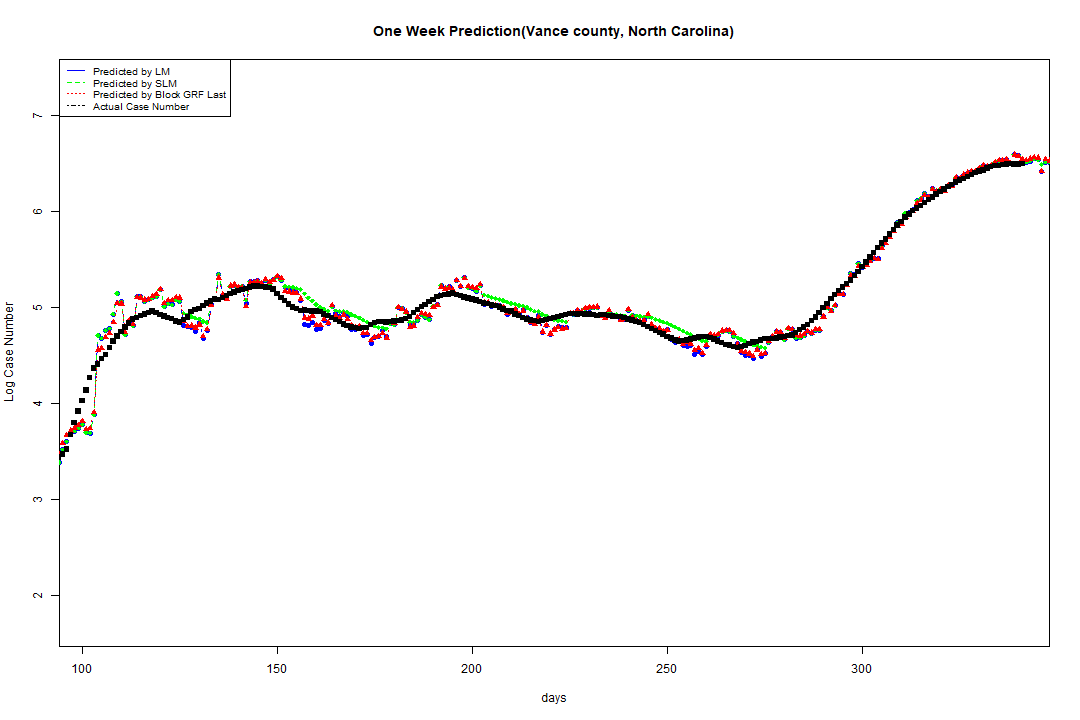 One Week Prediction(Vance county, North Carolina)
Predicted by LM
Predicted by SLM
Predicted by Block GRF Last
Actual Case Number
Log Case Number
7
6
5
4
3
2
100 150 200 250 300
days